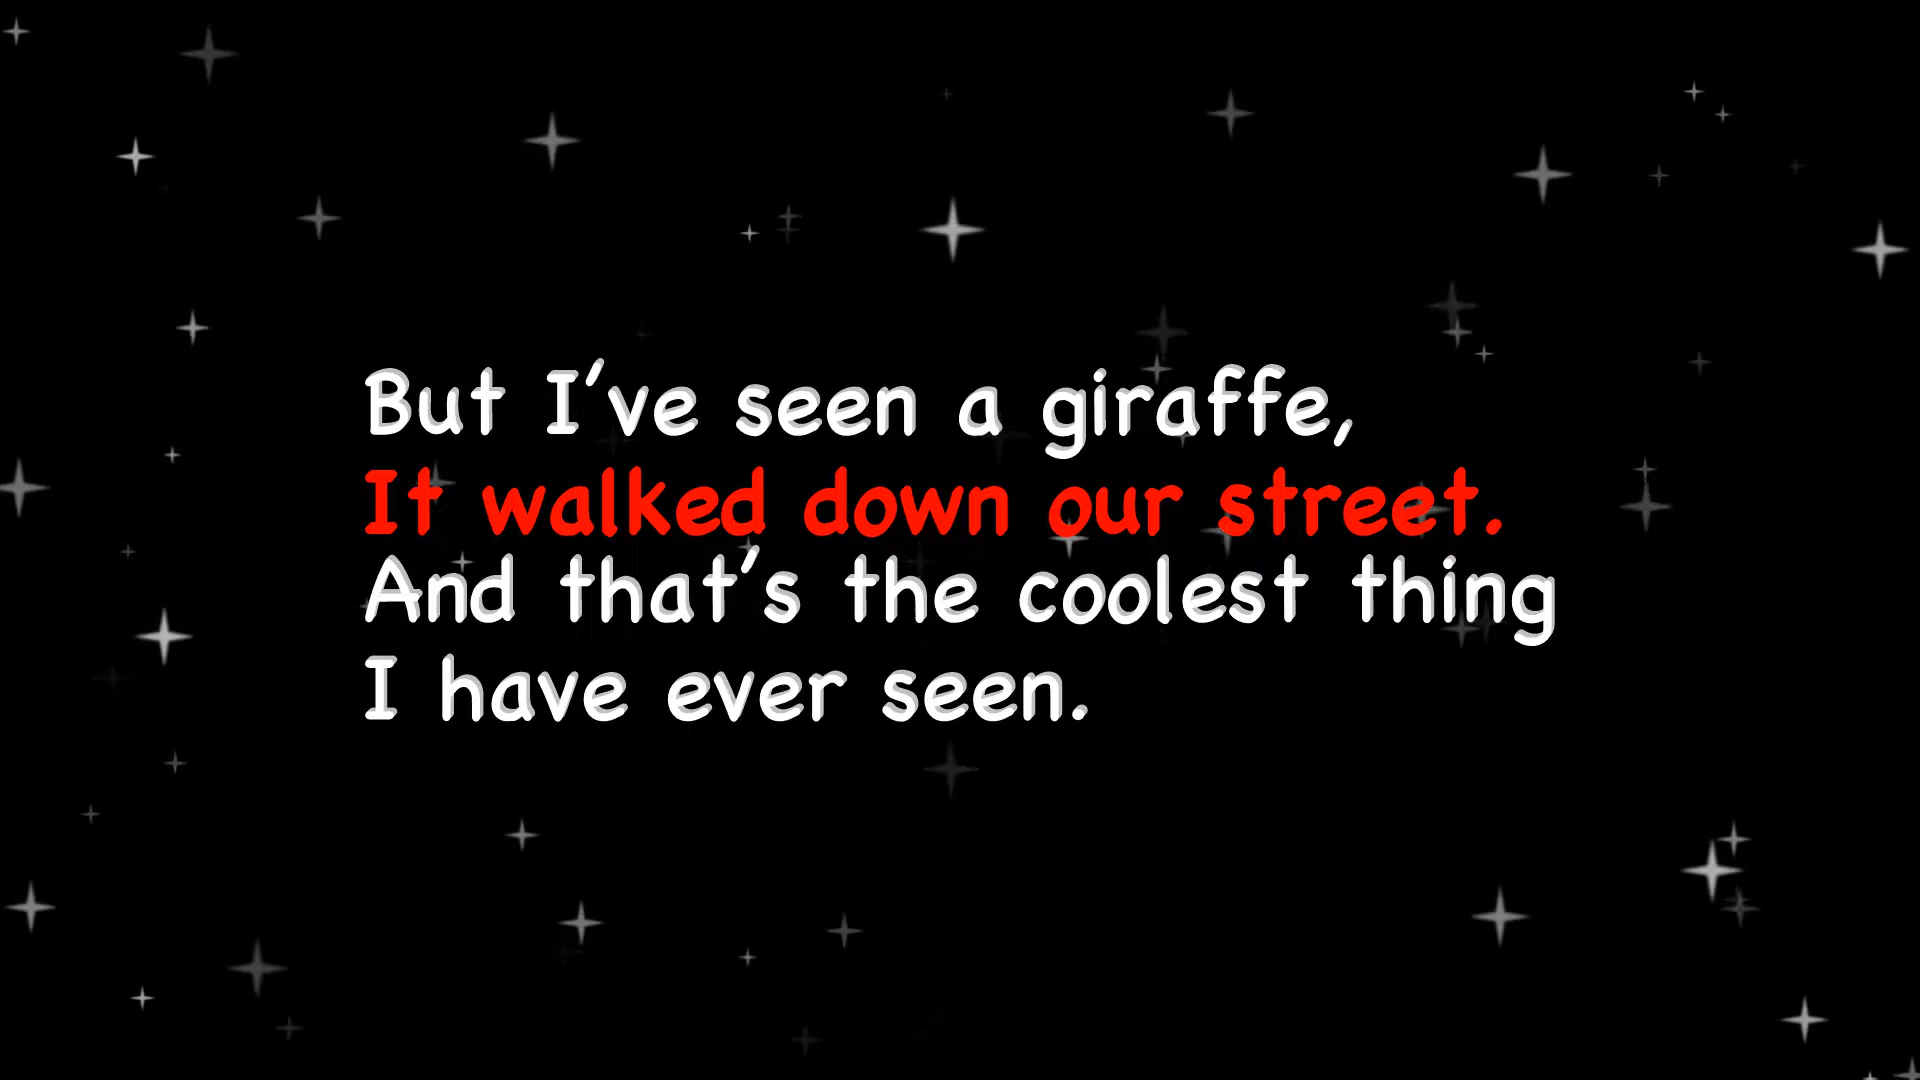 But I've seen a giraffe,
It walked down our street.
And that's the coolest thing
I have ever seen.